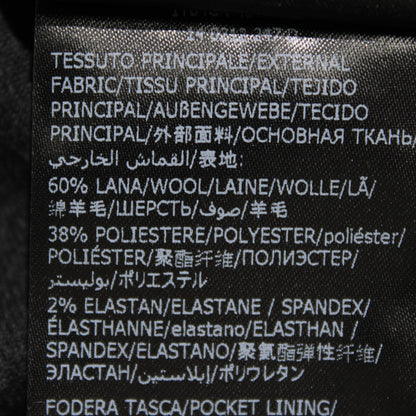 TESSUTO PRINCIPALE/EXTERNAL
FABRIC/TISSU PRINCIPAL/TEJIDO
PRINCIPAL/AUßENGEWEBE/TECIDO
PRINCIPAL/外部面料/ОСНОВНАЯ ТКАНЬ/
القماش الخارجي/表地:
60% LANA/WOOL/LAINE/WOLLE/LÃ/
绵羊毛/ШЕРСТЬ/صوف/羊毛
38% POLIESTERE/POLYESTER/poliéster/
POLIÉSTER/聚酯纤维/ПОЛИЭСТЕР/
بوليستر/ポリエステル
2% ELASTAN/ELASTANE / SPANDEX/
ÉLASTHANNE/elastano/ELASTHAN /
SPANDEX/ELASTANO/聚氨酯弹性纤维/
ЭЛАСТАН/إيلاستين/ポリウレタン
FODERA TASCA/POCKET LINING/